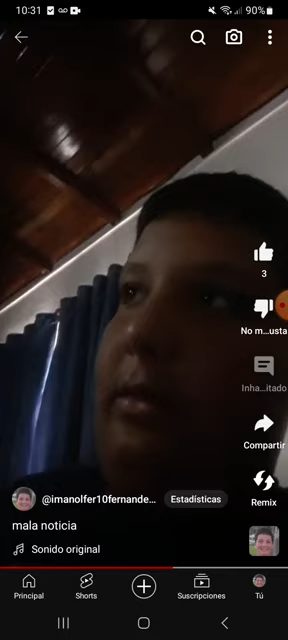 10:31
90%
3
No m...usta
Inha...itado
Compartir
@imanolfer10fernande...
Estadísticas
Remix
mala noticia
Sonido original
Principal
Shorts
Suscripciones
Tú